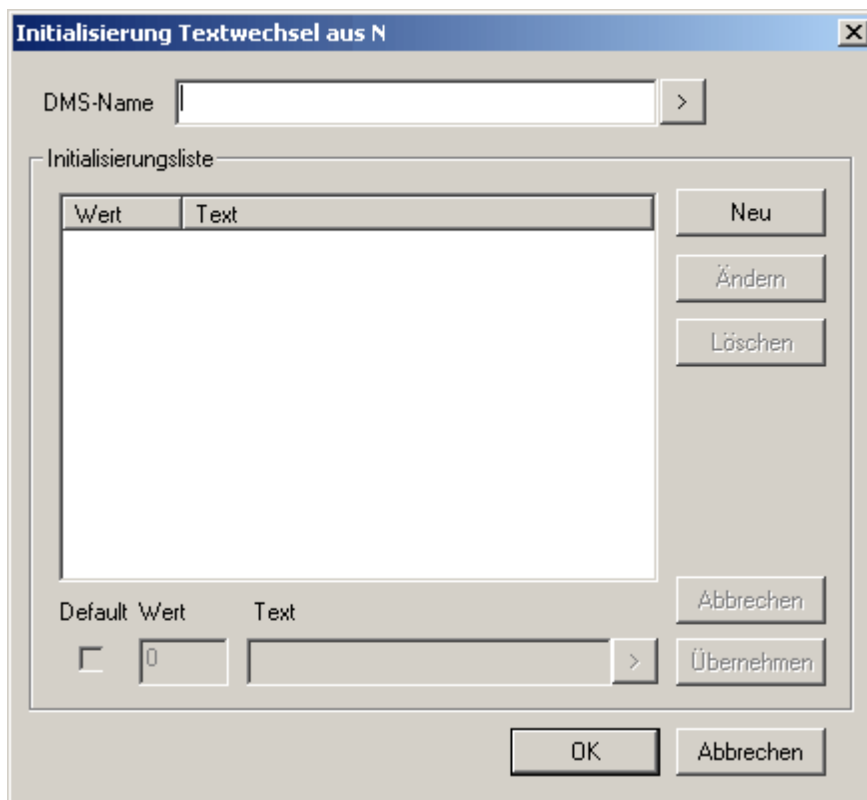 Initialisierung Textwechsel aus N
DMS-Name >
Initialisierungsliste
Wert Text
Neu
Ändern
Löschen
Abbrechen
Default Wert Text
0 > Übernehmen
OK Abbrechen